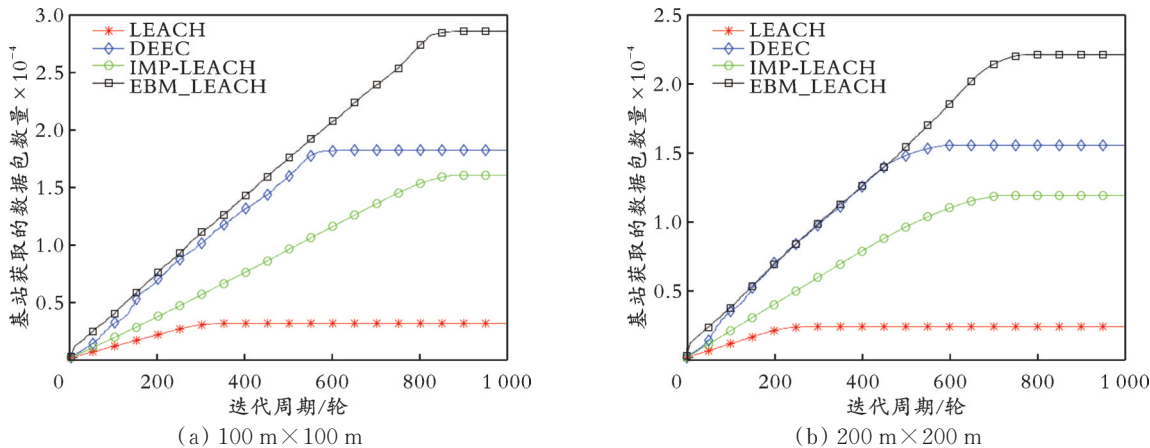 3.0
2.5
2.0
1.5
1.0
0.5
基站获取的数据包数量×10⁻⁴
LEACH
DEEC
IMP-LEACH
EBM_LEACH
0 200 400 600 800 1 000
迭代周期/轮
(a) 100 m×100 m
2.5
2.0
1.5
1.0
0.5
基站获取的数据包数量×10⁻⁴
LEACH
DEEC
IMP-LEACH
EBM_LEACH
0 200 400 600 800 1 000
迭代周期/轮
(b) 200 m×200 m